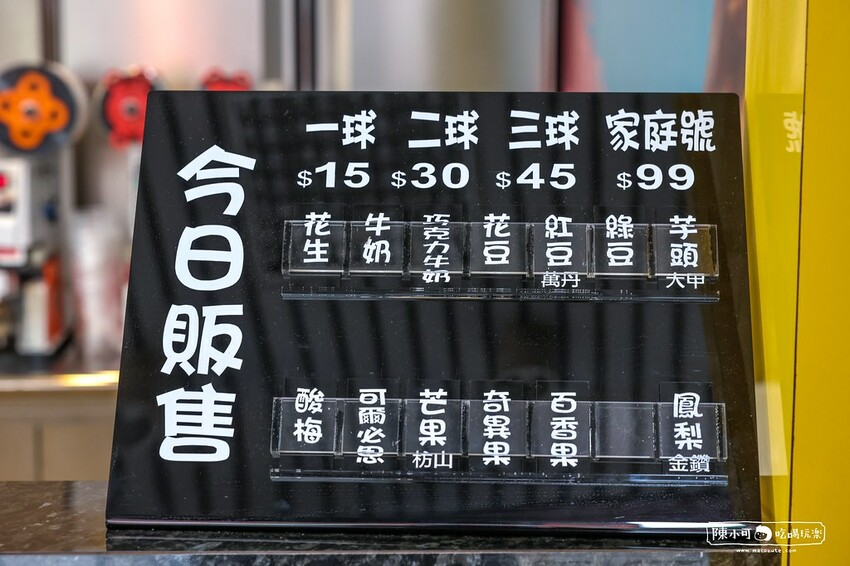 今日販售
一球 二球 三球 家庭號
$15 $30 $45 $99
花生 牛奶 巧克力牛奶 花豆 紅豆 綠豆 芋頭
萬丹 大甲
酸梅 可爾必思 芒果 奇異果 百香果 鳳梨
枋山 金鑽
陳小可 吃喝玩樂